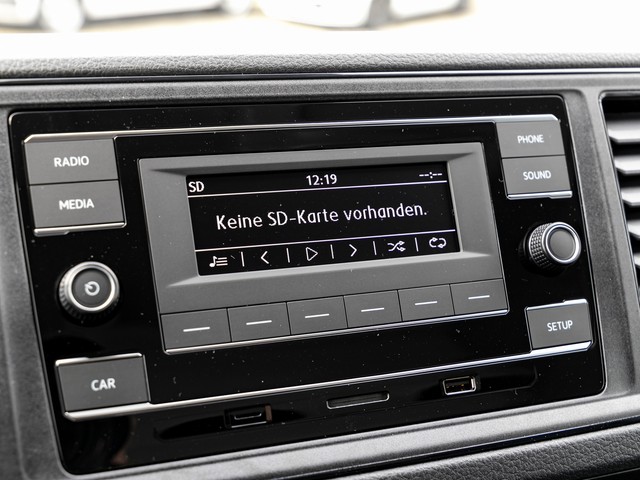 RADIO
MEDIA
CAR
SD 12:19 --:--
Keine SD-Karte vorhanden.
PHONE
SOUND
SETUP